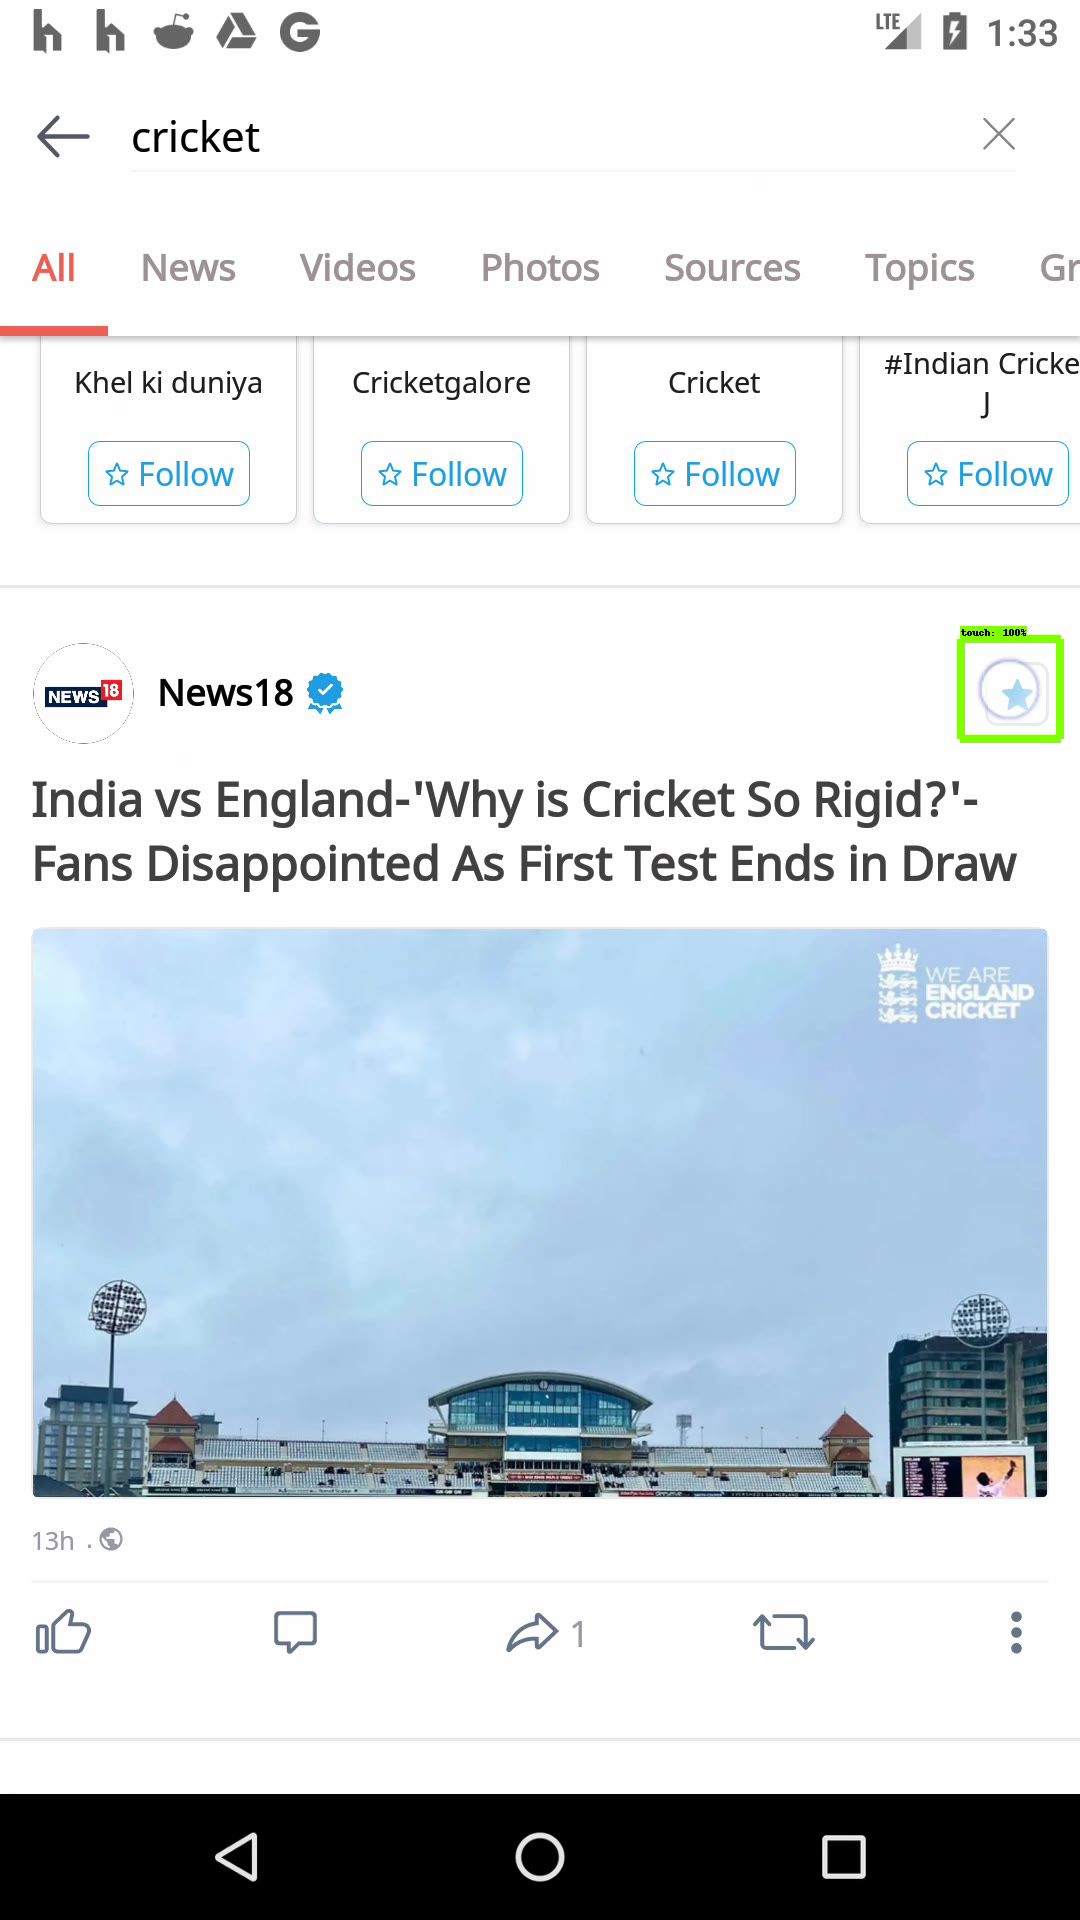 LTE 1:33
cricket
All News Videos Photos Sources Topics Gr
Khel ki duniya
Cricketgalore
Cricket
#Indian Cricke
J
Follow
Follow
Follow
Follow
NEWS 18
News18
touch: 100%
India vs England-'Why is Cricket So Rigid?'-
Fans Disappointed As First Test Ends in Draw
WE ARE
ENGLAND
CRICKET
13h .
1